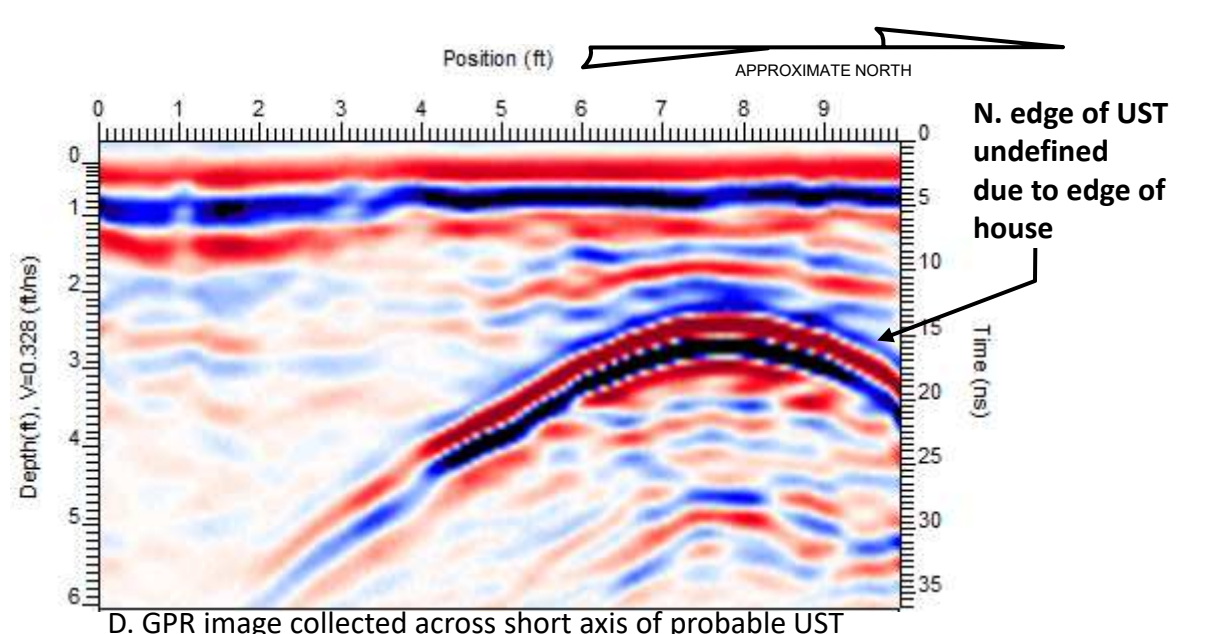 Position (ft)
APPROXIMATE NORTH
0 1 2 3 4 5 6 7 8 9
N. edge of UST
undefined
due to edge of
house
Depth(ft), V=0.328 (ft/ns)
0
1
2
3
4
5
6
0
5
10
15
20
25
30
35
Time (ns)
D. GPR image collected across short axis of probable UST